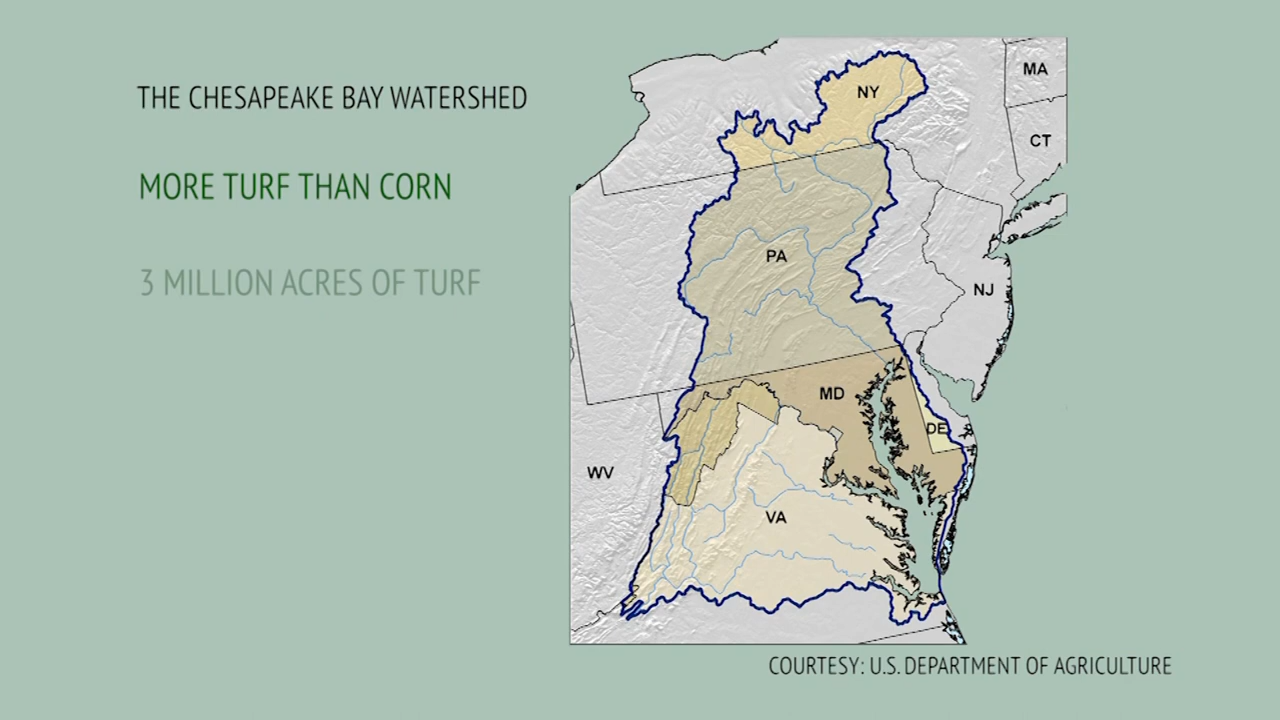 THE CHESAPEAKE BAY WATERSHED
MORE TURF THAN CORN
3 MILLION ACRES OF TURF
MA
NY
CT
PA
NJ
MD
DE
WV
VA
COURTESY: U.S. DEPARTMENT OF AGRICULTURE